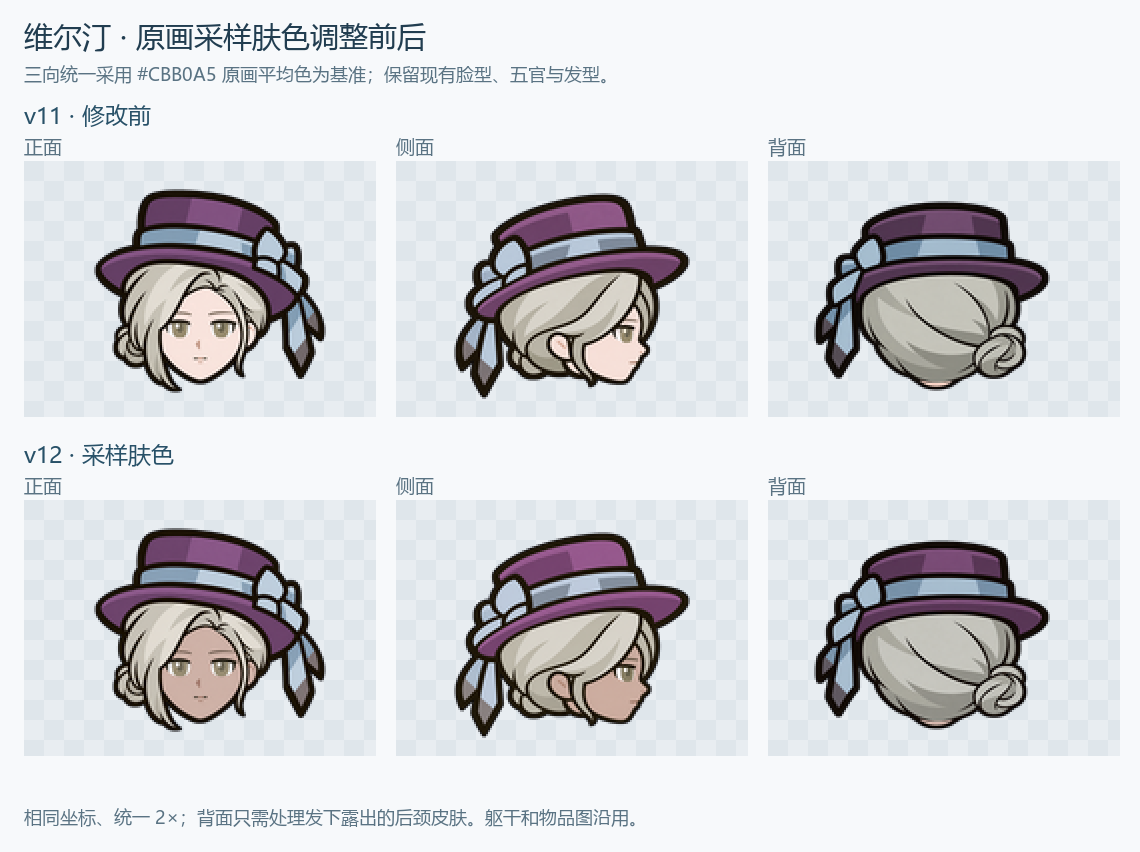 维尔汀 · 原画采样肤色调整前后
三向统一采用 #CBB0A5 原画平均色为基准；保留现有脸型、五官与发型。
v11 · 修改前
正面 侧面 背面
v12 · 采样肤色
正面 侧面 背面
相同坐标、统一 2×；背面只需处理发下露出的后颈皮肤。躯干和物品图沿用。